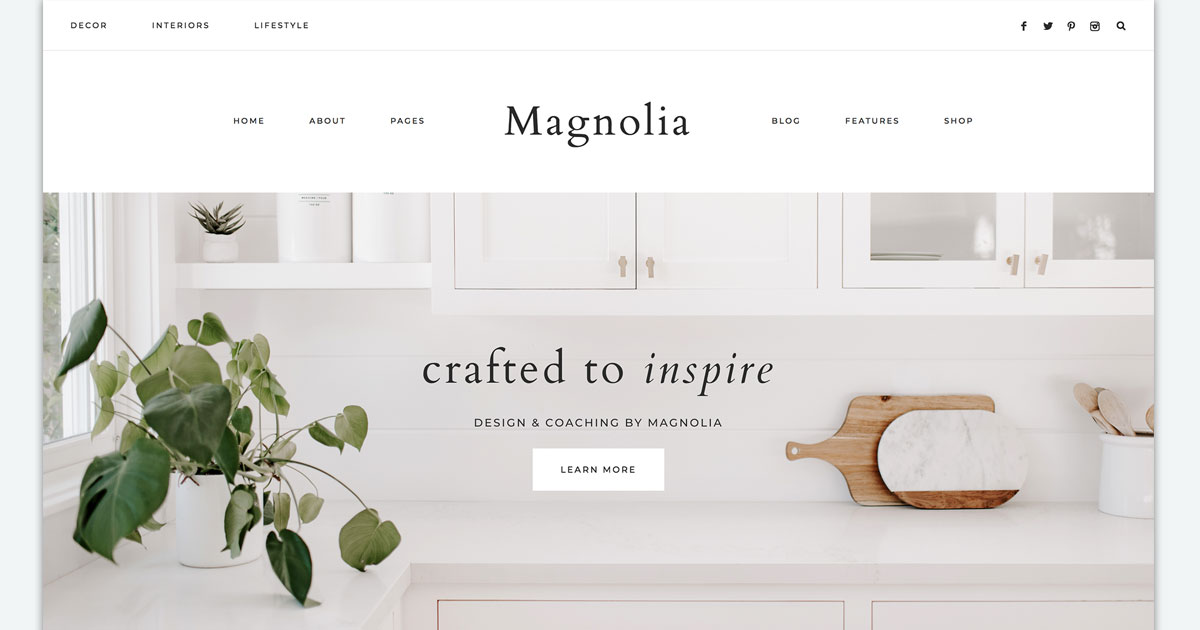 DECOR INTERIORS LIFESTYLE
HOME ABOUT PAGES Magnolia BLOG FEATURES SHOP
crafted to inspire
DESIGN & COACHING BY MAGNOLIA
LEARN MORE